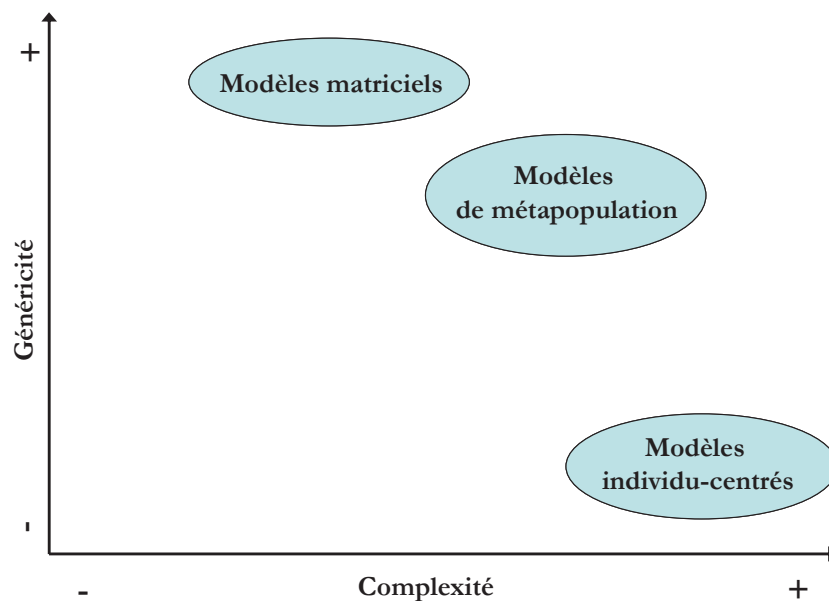 +
Modèles matriciels
Modèles
de métapopulation
Généricité
Modèles
individu-centrés
-
-
Complexité
+